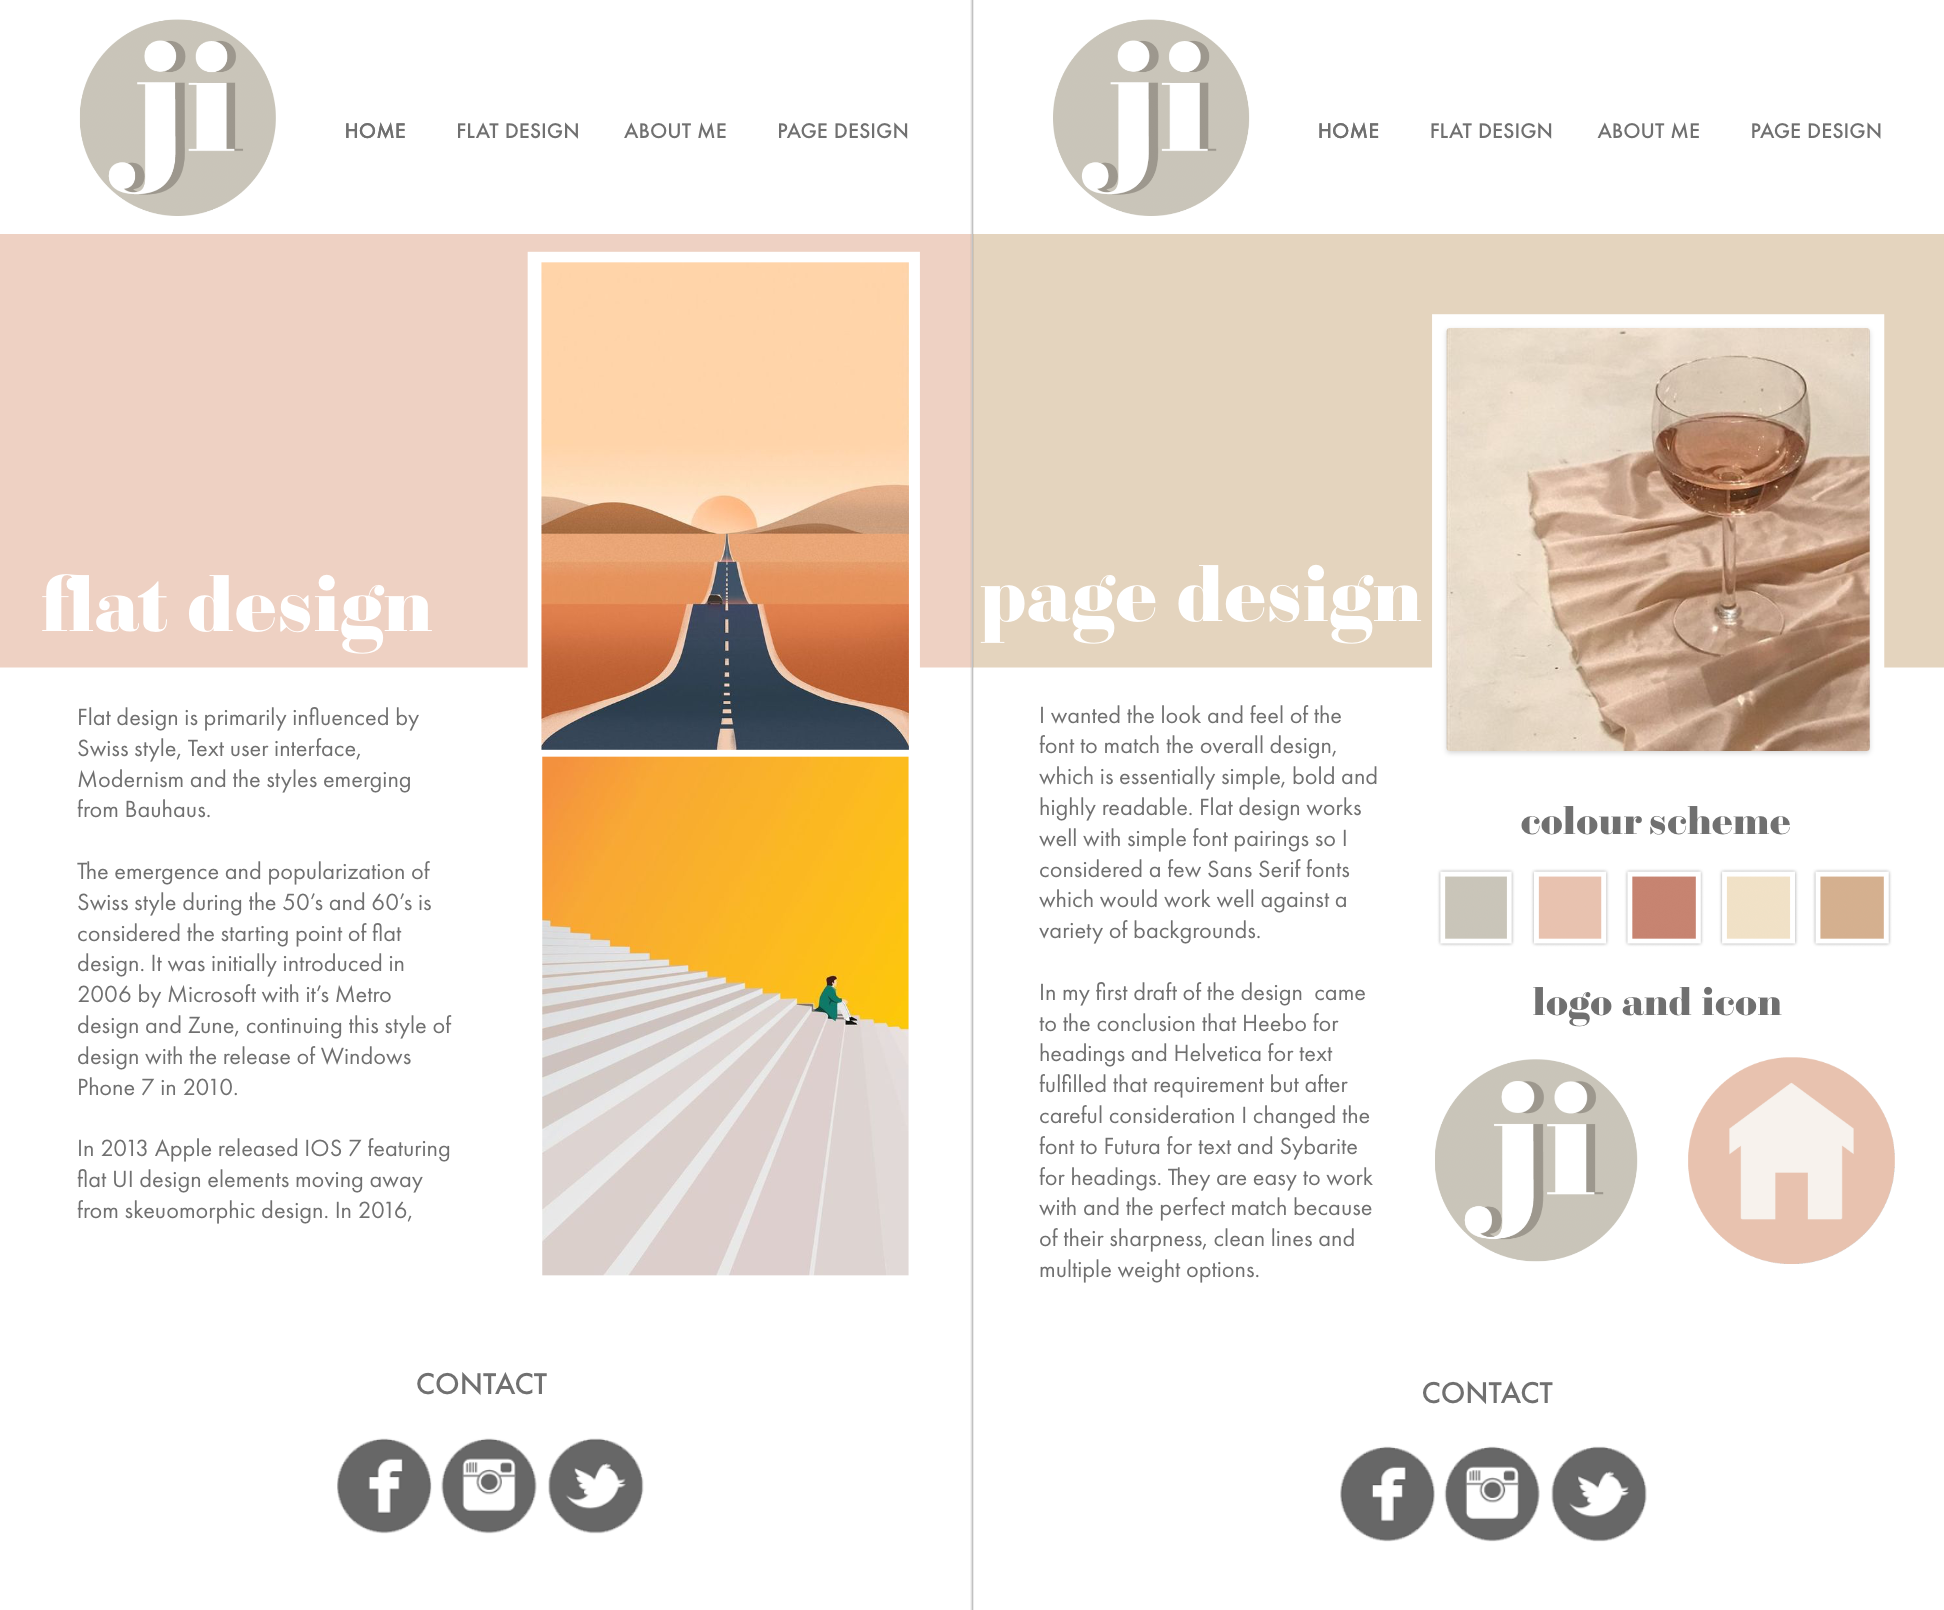 ji
HOME FLAT DESIGN ABOUT ME PAGE DESIGN
flat design
Flat design is primarily influenced by
Swiss style, Text user interface,
Modernism and the styles emerging
from Bauhaus.
The emergence and popularization of
Swiss style during the 50’s and 60’s is
considered the starting point of flat
design. It was initially introduced in
2006 by Microsoft with it’s Metro
design and Zune, continuing this style of
design with the release of Windows
Phone 7 in 2010.
In 2013 Apple released IOS 7 featuring
flat UI design elements moving away
from skeuomorphic design. In 2016,
CONTACT
ji
HOME FLAT DESIGN ABOUT ME PAGE DESIGN
page design
I wanted the look and feel of the
font to match the overall design,
which is essentially simple, bold and
highly readable. Flat design works
well with simple font pairings so I
considered a few Sans Serif fonts
which would work well against a
variety of backgrounds.
In my first draft of the design  came
to the conclusion that Heebo for
headings and Helvetica for text
fulfilled that requirement but after
careful consideration I changed the
font to Futura for text and Sybarite
for headings. They are easy to work
with and the perfect match because
of their sharpness, clean lines and
multiple weight options.
colour scheme
logo and icon
ji
CONTACT